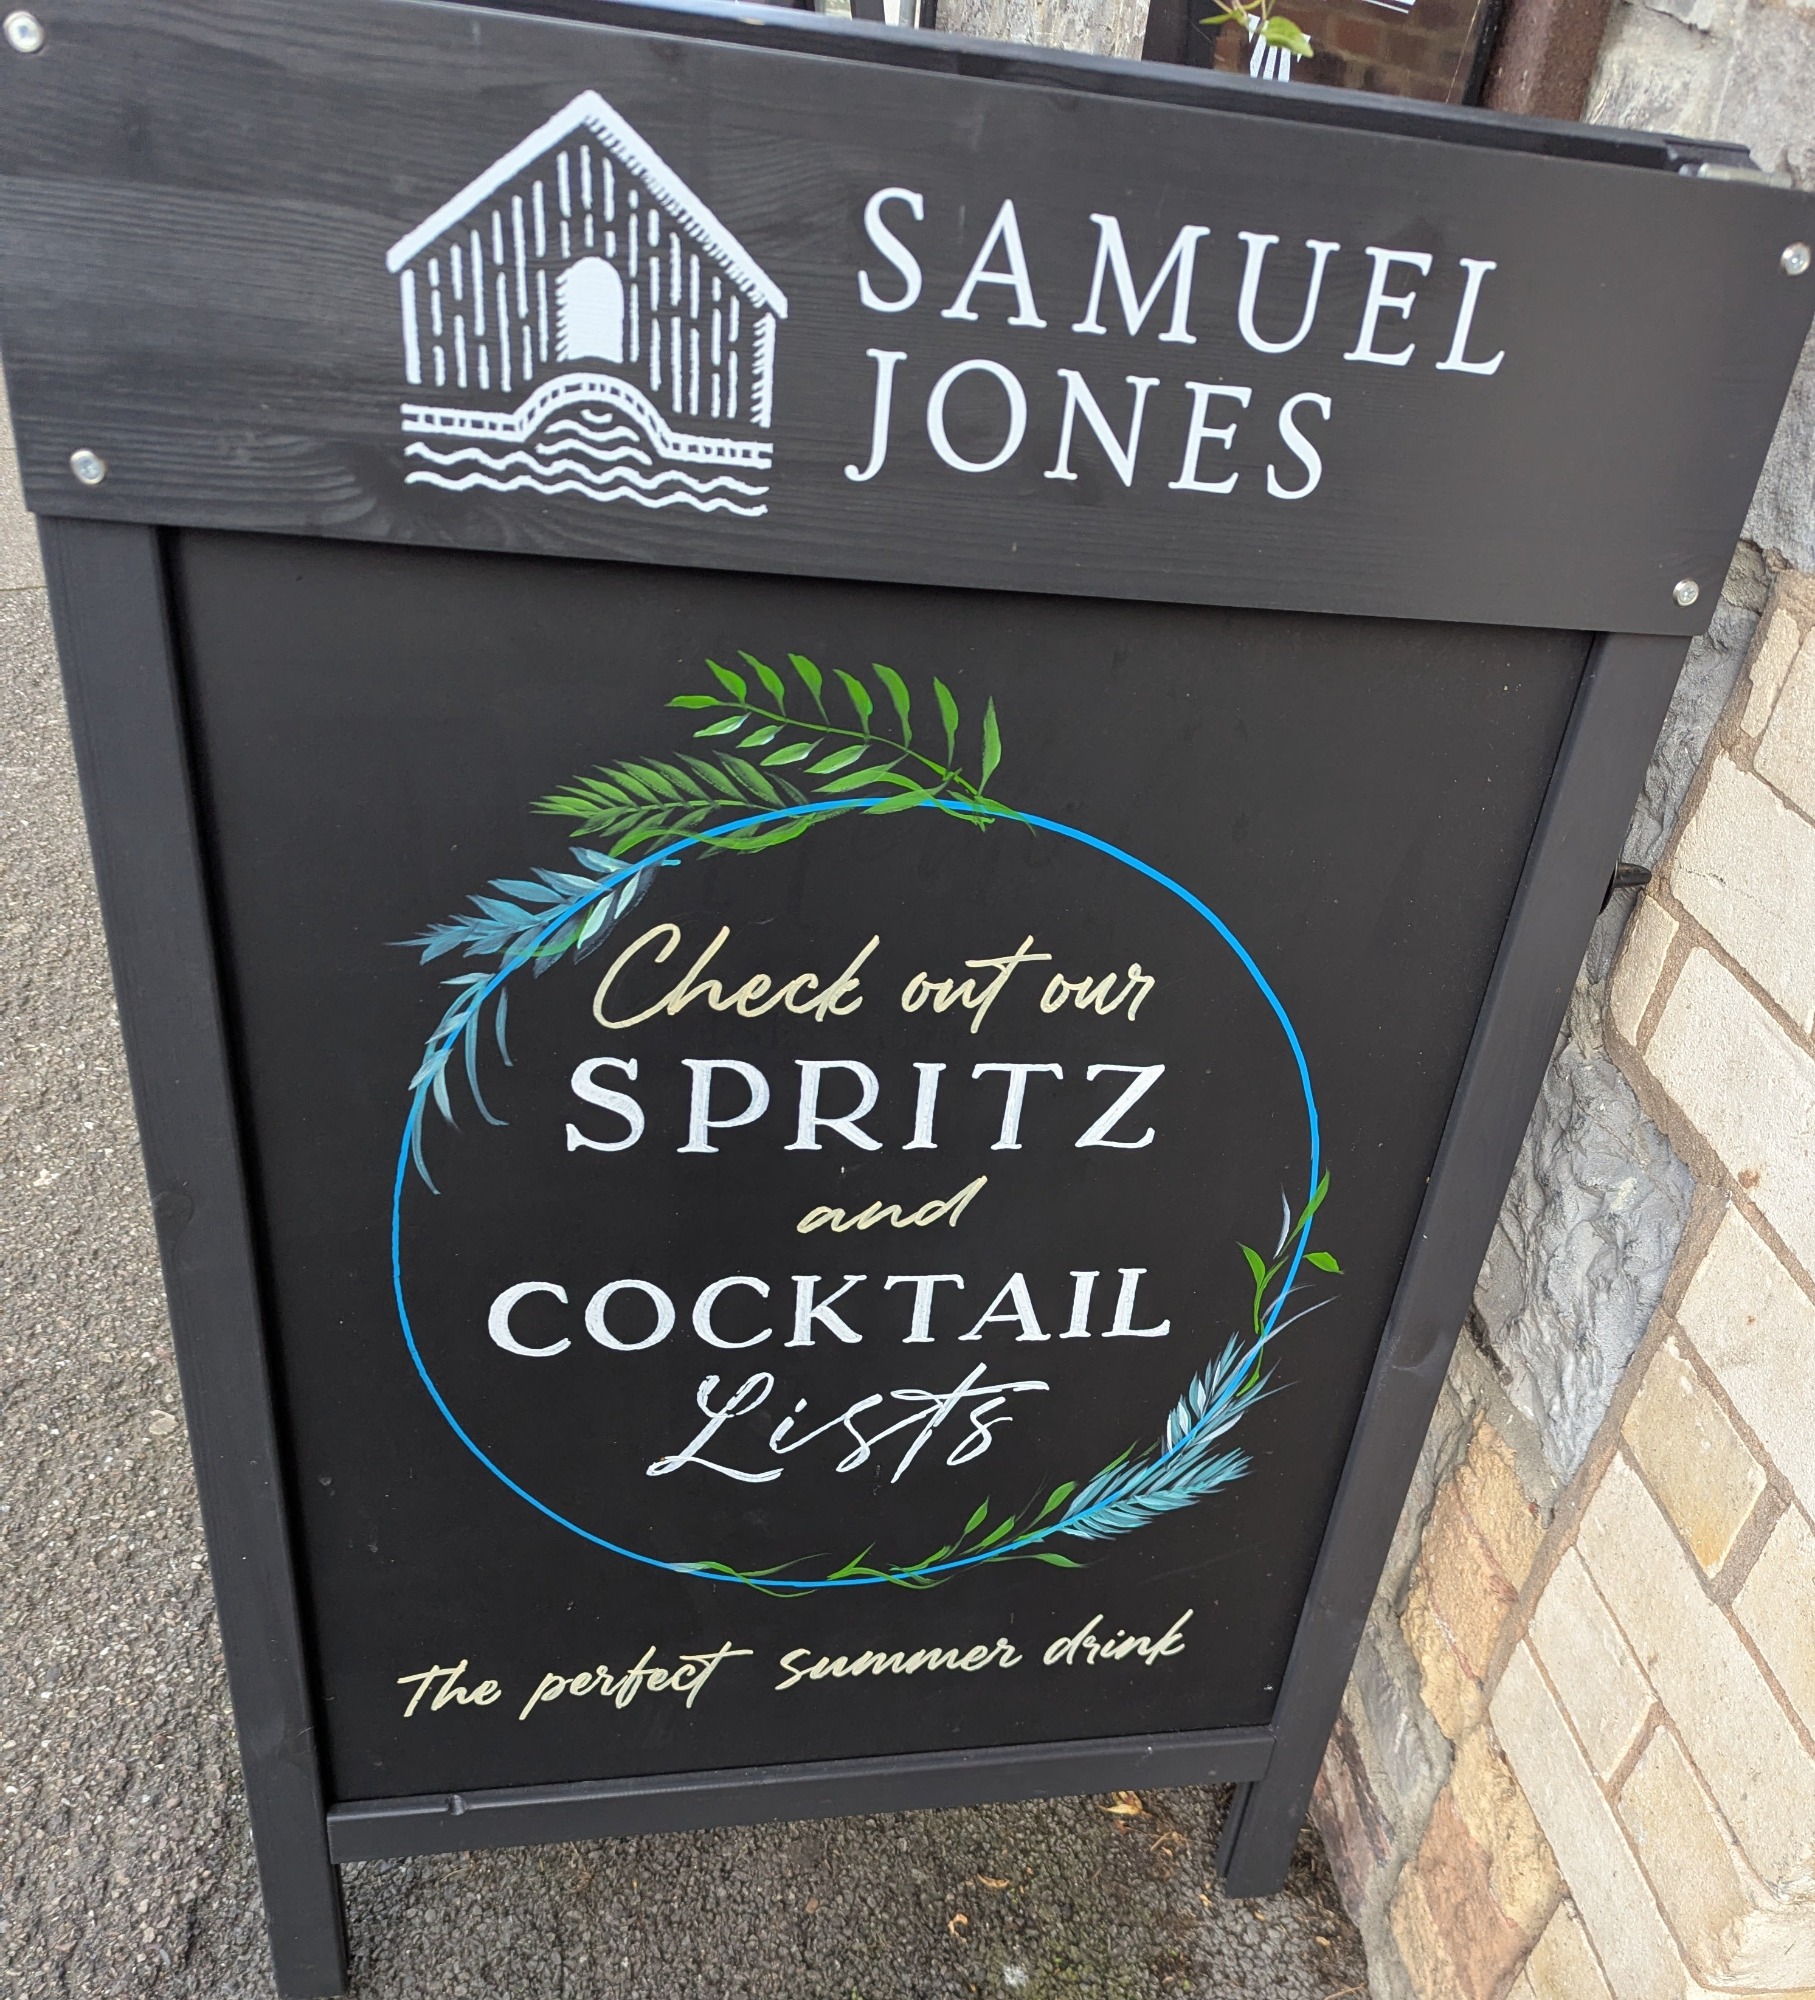 SAMUEL
JONES
Check out our
SPRITZ
and
COCKTAIL
Lists
The perfect summer drink